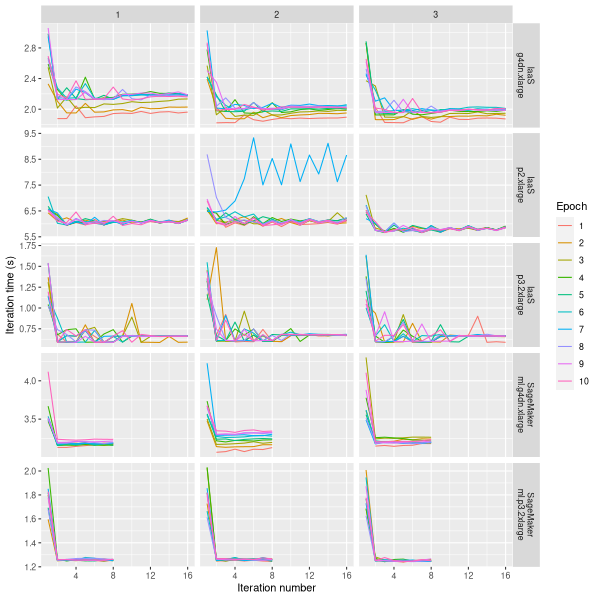 1 2 3
2.8
2.4
2.0
IaaS
g4dn.xlarge
9.5
8.5
7.5
6.5
5.5
IaaS
p2.xlarge
1.75
1.50
1.25
1.00
0.75
IaaS
p3.2xlarge
4.0
3.5
SageMaker
ml.g4dn.xlarge
2.0
1.8
1.6
1.4
1.2
SageMaker
ml.p3.2xlarge
4 8 12 16 4 8 12 16 4 8 12 16
Iteration number
Iteration time (s)
Epoch
1
2
3
4
5
6
7
8
9
10